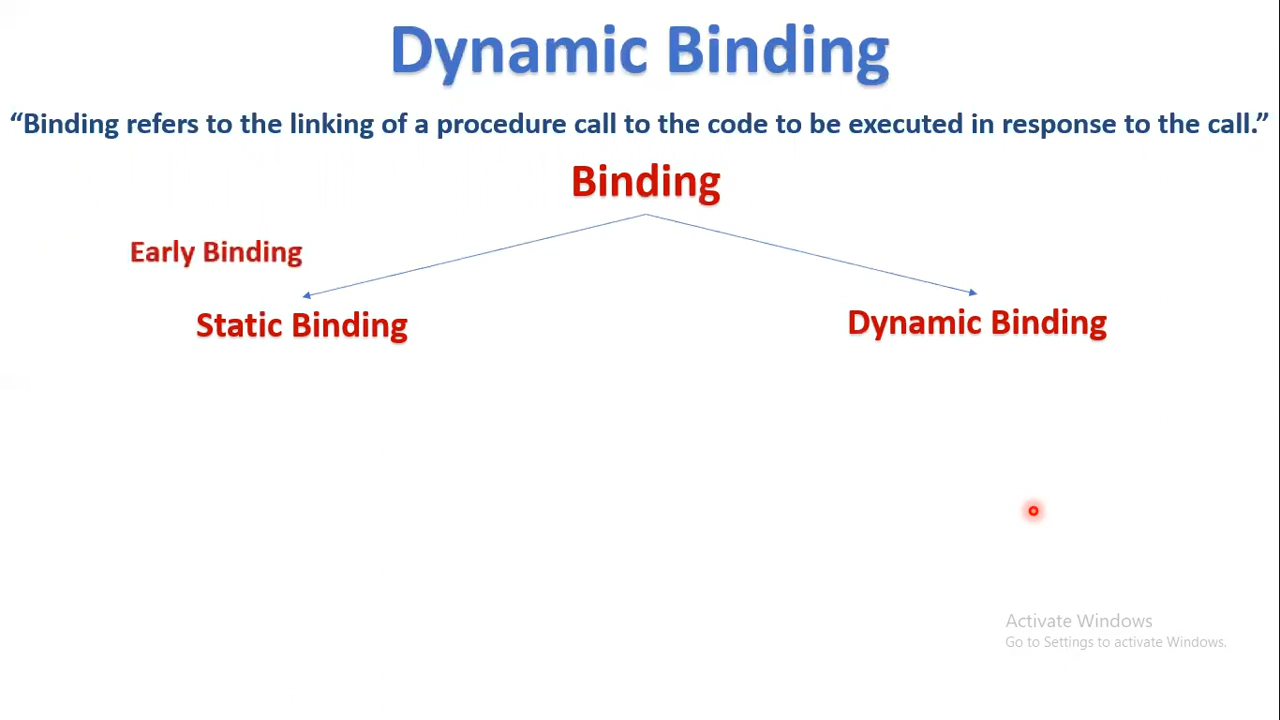 Dynamic Binding
“Binding refers to the linking of a procedure call to the code to be executed in response to the call.”
Binding
Early Binding
Static Binding
Dynamic Binding
Activate Windows
Go to Settings to activate Windows.